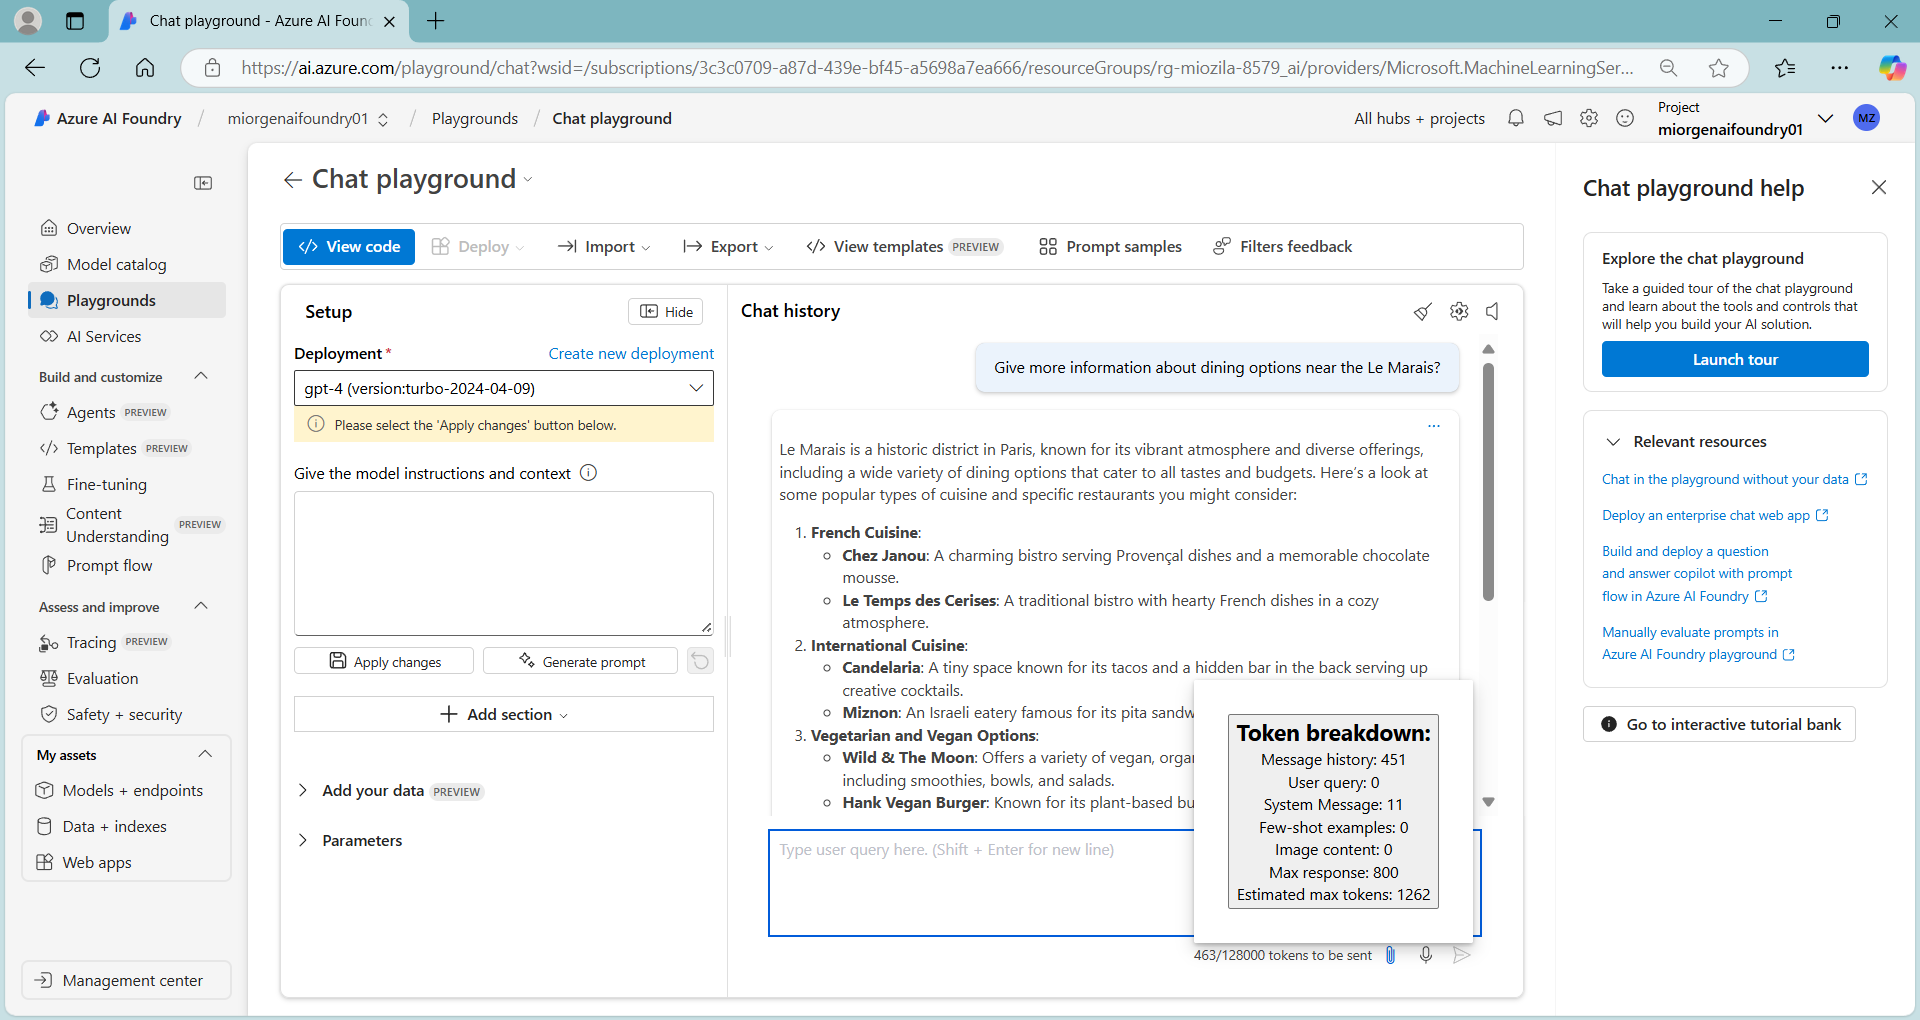 Chat playground - Azure AI Foun
https://ai.azure.com/playground/chat?wsid=/subscriptions/3c3c0709-a87d-439e-bf45-a5698a7ea666/resourceGroups/rg-miozila-8579_ai/providers/Microsoft.MachineLearningSer...
Azure AI Foundry / miorgenaifoundry01 / Playgrounds / Chat playground
All hubs + projects
Project
miorgenaifoundry01
MZ
Overview
Model catalog
Playgrounds
AI Services
Build and customize
Agents PREVIEW
Templates PREVIEW
Fine-tuning
Content
Understanding PREVIEW
Prompt flow
Assess and improve
Tracing PREVIEW
Evaluation
Safety + security
My assets
Models + endpoints
Data + indexes
Web apps
Management center
Chat playground
View code
Deploy
Import
Export
View templates PREVIEW
Prompt samples
Filters feedback
Setup
Hide
Deployment *
Create new deployment
gpt-4 (version:turbo-2024-04-09)
Please select the 'Apply changes' button below.
Give the model instructions and context
Apply changes
Generate prompt
Add section
Add your data PREVIEW
Parameters
Chat history
Give more information about dining options near the Le Marais?
Le Marais is a historic district in Paris, known for its vibrant atmosphere and diverse offerings,
including a wide variety of dining options that cater to all tastes and budgets. Here's a look at
some popular types of cuisine and specific restaurants you might consider:
1. French Cuisine:
Chez Janou: A charming bistro serving Provençal dishes and a memorable chocolate
mousse.
Le Temps des Cerises: A traditional bistro with hearty French dishes in a cozy
atmosphere.
2. International Cuisine:
Candelaria: A tiny space known for its tacos and a hidden bar in the back serving up
creative cocktails.
Miznon: An Israeli eatery famous for its pita sandw
3. Vegetarian and Vegan Options:
Wild & The Moon: Offers a variety of vegan, orga
including smoothies, bowls, and salads.
Hank Vegan Burger: Known for its plant-based bu
Token breakdown:
Message history: 451
User query: 0
System Message: 11
Few-shot examples: 0
Image content: 0
Max response: 800
Estimated max tokens: 1262
Type user query here. (Shift + Enter for new line)
463/128000 tokens to be sent
Chat playground help
Explore the chat playground
Take a guided tour of the chat playground
and learn about the tools and controls that
will help you build your AI solution.
Launch tour
Relevant resources
Chat in the playground without your data
Deploy an enterprise chat web app
Build and deploy a question
and answer copilot with prompt
flow in Azure AI Foundry
Manually evaluate prompts in
Azure AI Foundry playground
Go to interactive tutorial bank